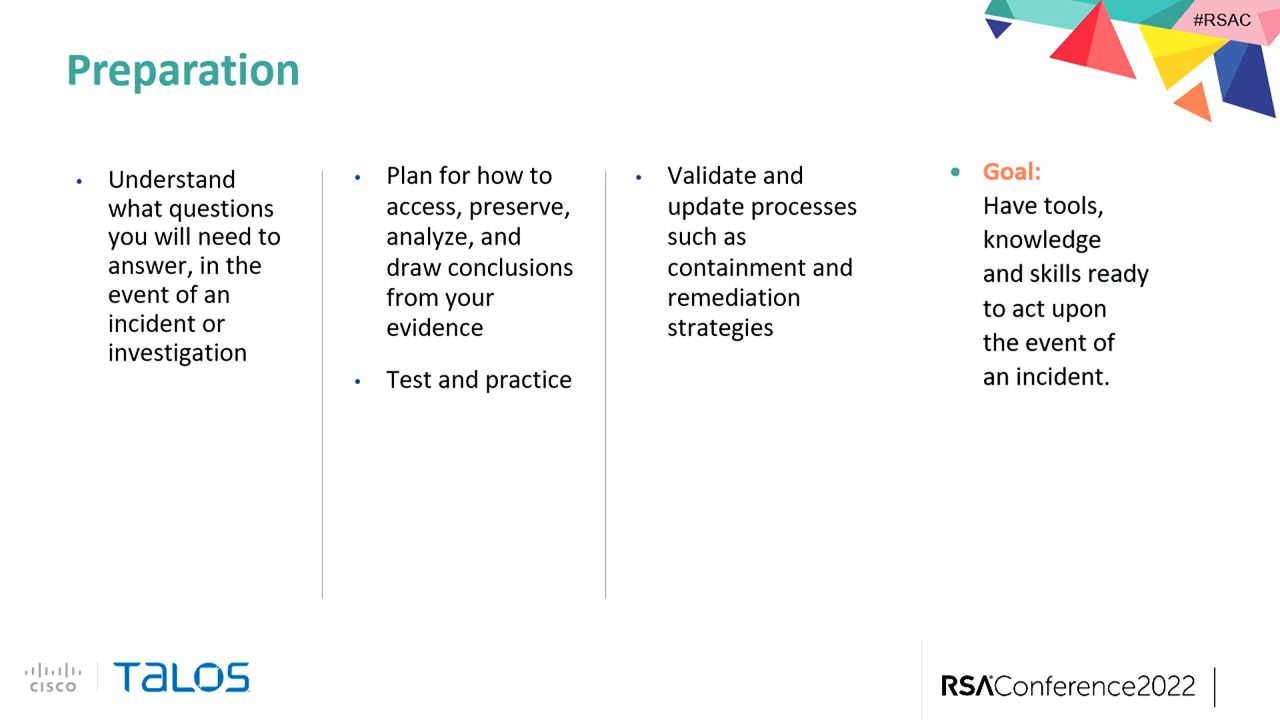 #RSAC
Preparation
• Understand
what questions
you will need to
answer, in the
event of an
incident or
investigation
• Plan for how to
access, preserve,
analyze, and
draw conclusions
from your
evidence
• Test and practice
• Validate and
update processes
such as
containment and
remediation
strategies
• Goal:
Have tools,
knowledge
and skills ready
to act upon
the event of
an incident.
CISCO
TALOS
RSAConference2022